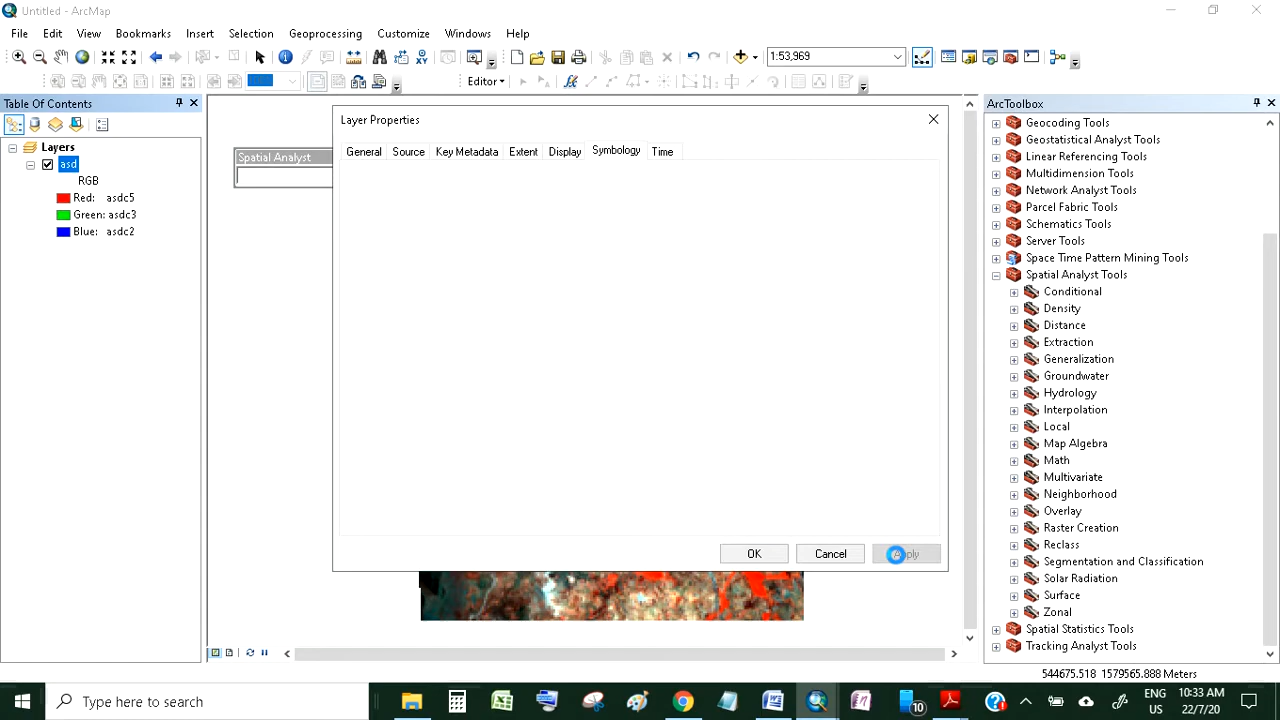 Untitled - ArcMap
File Edit View Bookmarks Insert Selection Geoprocessing Customize Windows Help
1:53,969
Editor
Table Of Contents
Layers
asd
RGB
Red: asdc5
Green: asdc3
Blue: asdc2
Spatial Analyst
Layer Properties
General Source Key Metadata Extent Display Symbology Time
OK Cancel Apply
ArcToolbox
Geocoding Tools
Geostatistical Analyst Tools
Linear Referencing Tools
Multidimension Tools
Network Analyst Tools
Parcel Fabric Tools
Schematics Tools
Server Tools
Space Time Pattern Mining Tools
Spatial Analyst Tools
Conditional
Density
Distance
Extraction
Generalization
Groundwater
Hydrology
Interpolation
Local
Map Algebra
Math
Multivariate
Neighborhood
Overlay
Raster Creation
Reclass
Segmentation and Classification
Solar Radiation
Surface
Zonal
Spatial Statistics Tools
Tracking Analyst Tools
544675.518 1579565.888 Meters
Type here to search
10
ENG 10:33 AM
US 22/7/20